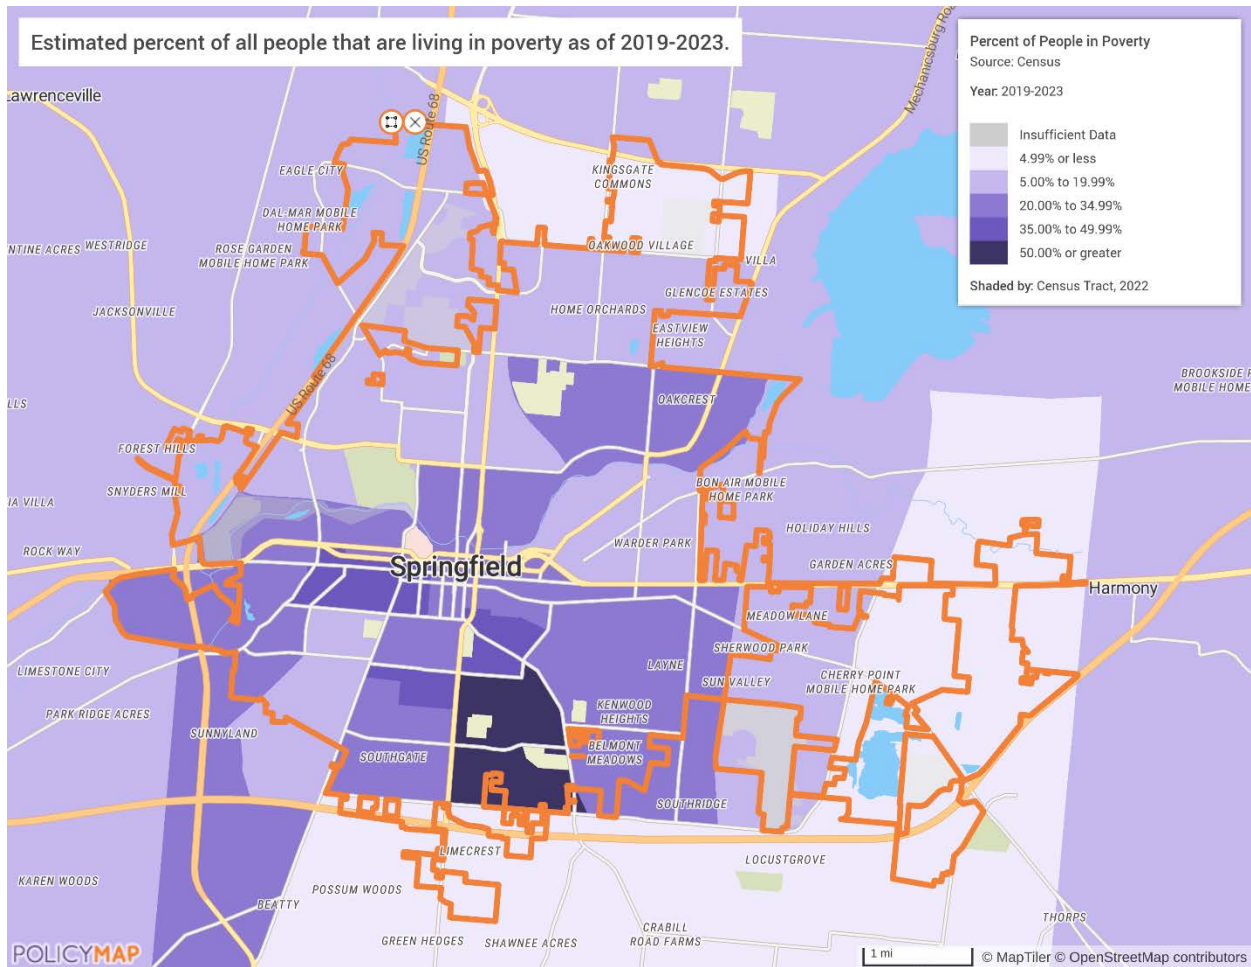 Estimated percent of all people that are living in poverty as of 2019-2023.
Percent of People in Poverty
Source: Census
Year: 2019-2023
Insufficient Data
4.99% or less
5.00% to 19.99%
20.00% to 34.99%
35.00% to 49.99%
50.00% or greater
Shaded by: Census Tract, 2022
Mechanicsburg
Lawrenceville
US Route 68
EAGLE CITY
KINGSGATE
COMMONS
DAL-MAR MOBILE
HOME PARK
NTINE ACRES
WESTRIDGE
ROSE GARDEN
MOBILE HOME PARK
OAKWOOD VILLAGE
VILLA
GLENCOE ESTATES
JACKSONVILLE
HOME ORCHARDS
EASTVIEW
HEIGHTS
US Route 68
BROOKSIDE P
MOBILE HOME
LLS
OAKCREST
FOREST HILLS
SNYDERS MILL
IA VILLA
BON AIR MOBILE
HOME PARK
HOLIDAY HILLS
ROCK WAY
WARDER PARK
Springfield
GARDEN ACRES
Harmony
MEADOW LANE
SHERWOOD PARK
LIMESTONE CITY
LAYNE
SUN VALLEY
CHERRY POINT
MOBILE HOME PARK
PARK RIDGE ACRES
SUNNYLAND
KENWOOD
HEIGHTS
SOUTHGATE
BELMONT
MEADOWS
SOUTHRIDGE
LIMECREST
LOCUSTGROVE
KAREN WOODS
POSSUM WOODS
BEATTY
THORPS
CRABILL
ROAD FARMS
GREEN HEDGES
SHAWNEE ACRES
POLICYMAP
1 mi
© MapTiler © OpenStreetMap contributors